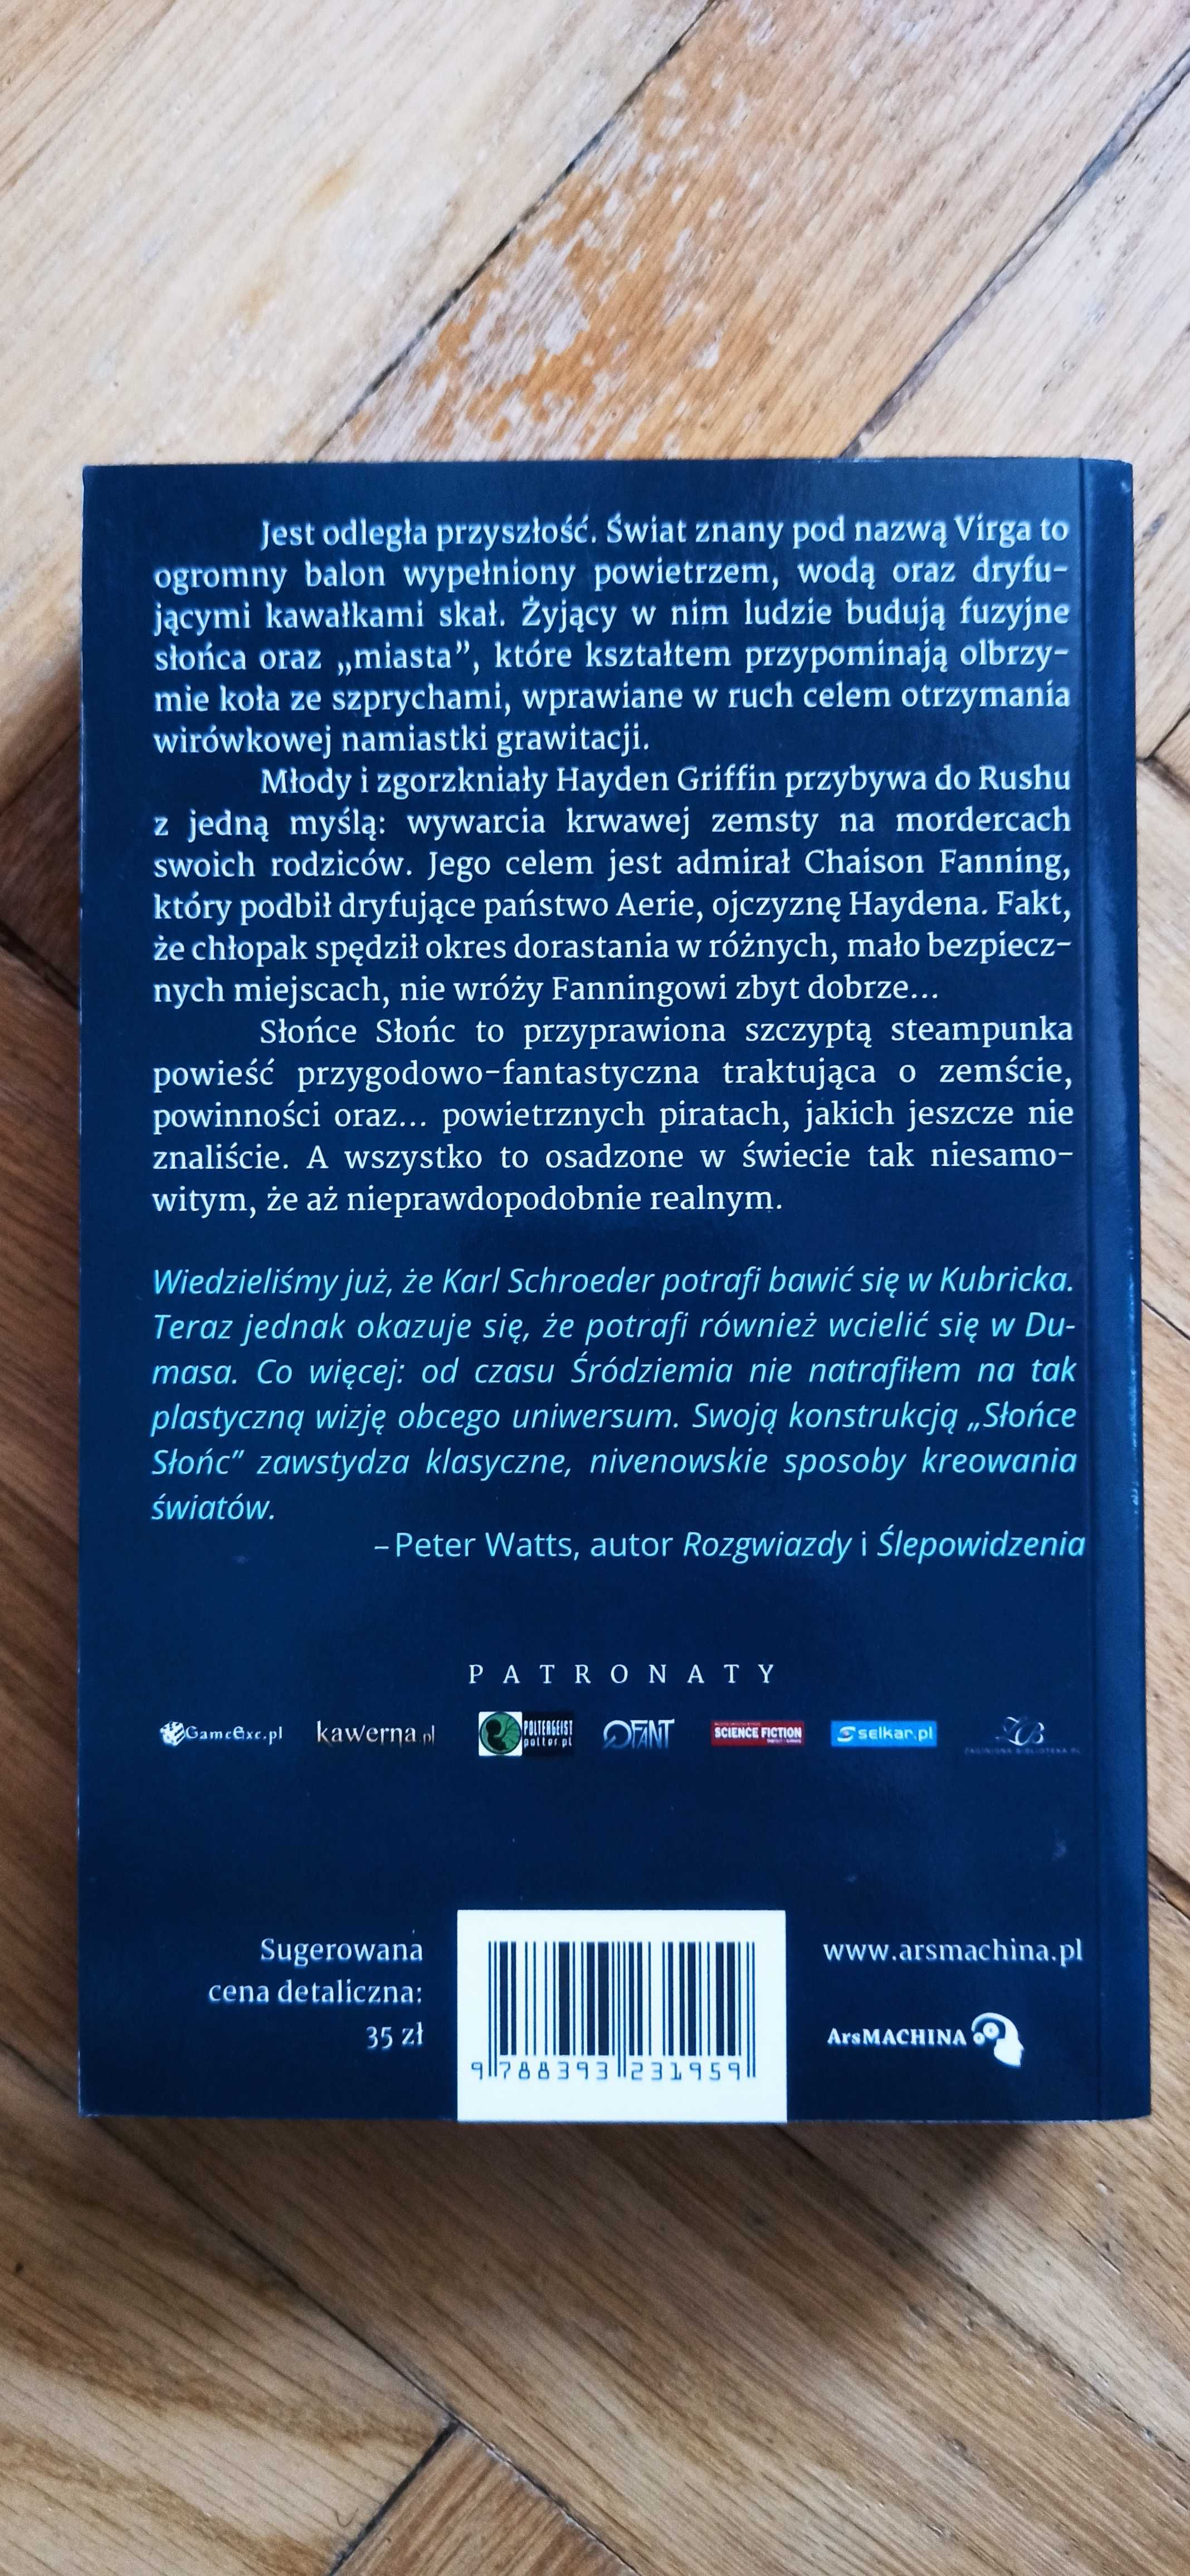 Jest odległa przyszłość. Świat znany pod nazwą Virga to
ogromny balon wypełniony powietrzem, wodą oraz dryfu-
jącymi kawałkami skał. Żyjący w nim ludzie budują fuzyjne
słońca oraz „miasta”, które kształtem przypominają olbrzy-
mie koła ze szprychami, wprawiane w ruch celem otrzymania
wirówkowej namiastki grawitacji.
Młody i zgorzkniały Hayden Griffin przybywa do Rushu
z jedną myślą: wywarcia krwawej zemsty na mordercach
swoich rodziców. Jego celem jest admirał Chaison Fanning,
który podbił dryfujące państwo Aerie, ojczyznę Haydena. Fakt,
że chłopak spędził okres dorastania w różnych, mało bezpiecz-
nych miejscach, nie wróży Fanningowi zbyt dobrze...
Słońce Słońc to przyprawiona szczyptą steampunka
powieść przygodowo-fantastyczna traktująca o zemście,
powinności oraz... powietrznych piratach, jakich jeszcze nie
znaliście. A wszystko to osadzone w świecie tak niesamo-
witym, że aż nieprawdopodobnie realnym.
Wiedzieliśmy już, że Karl Schroeder potrafi bawić się w Kubricka.
Teraz jednak okazuje się, że potrafi również wcielić się w Du-
masa. Co więcej: od czasu Śródziemia nie natrafiłem na tak
plastyczną wizję obcego uniwersum. Swoją konstrukcją „Słońce
Słońc” zawstydza klasyczne, nivenowskie sposoby kreowania
światów.
– Peter Watts, autor Rozgwiazdy i Ślepowidzenia
PATRONATY
GameExe.pl kawerna.pl POLTERGEIST polter.pl QFANT SCIENCE FICTION selkar.pl ZB ZAGINIONA-BIBLIOTEKA.PL
Sugerowana
cena detaliczna:
35 zł
9 788393 231959
www.arsmachina.pl
ArsMACHINA